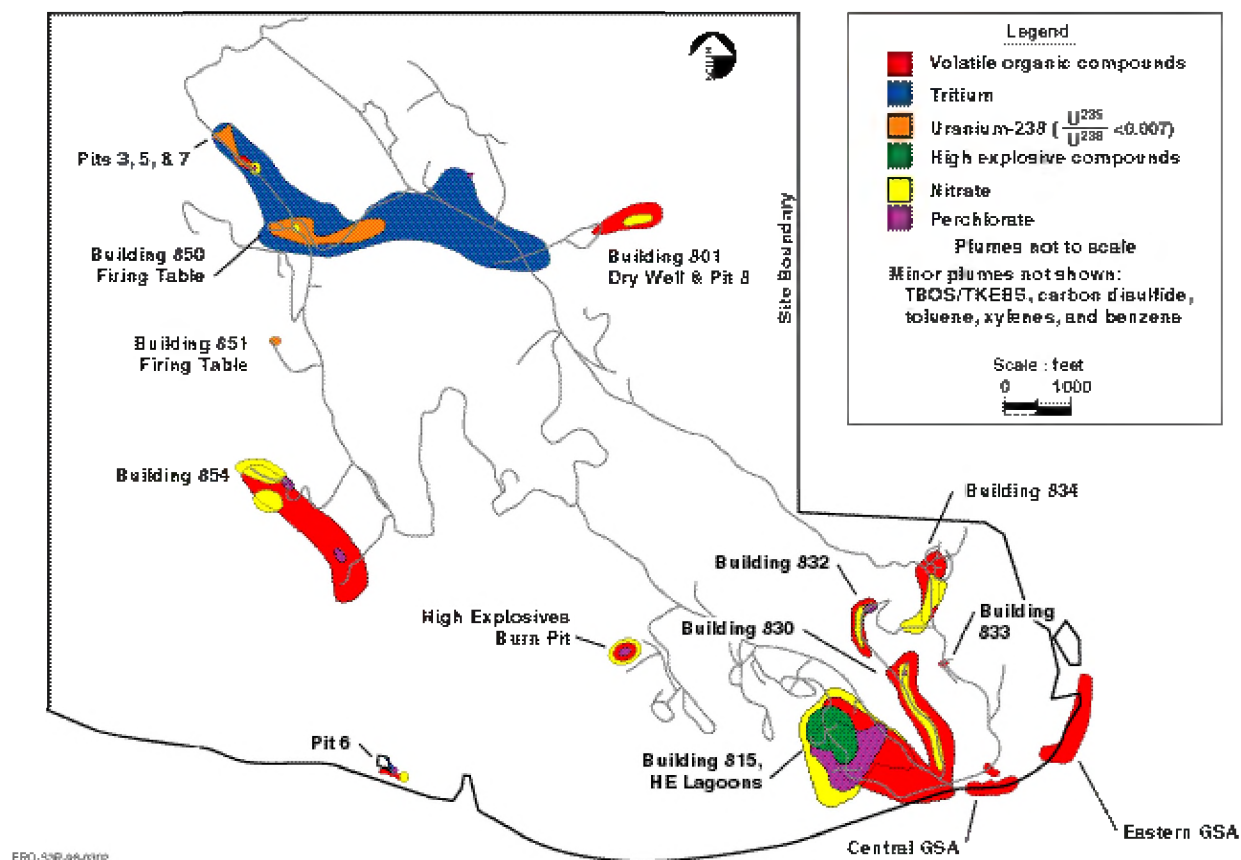 Legend
Volatile organic compounds
Tritium
Uranium-238 ( U²³⁵ / U²³⁸ <0.007)
High explosive compounds
Nitrate
Perchlorate
Plumes not to scale
Minor plumes not shown:
TBOS/TKEBS, carbon disulfide,
toluene, xylenes, and benzene
Scale : feet
0 1000
Site Boundary
Pits 3, 5, & 7
Building 850
Firing Table
Building 801
Dry Well & Pit 8
Building 851
Firing Table
Building 854
Building 834
Building 832
High Explosives
Burn Pit
Building 830
Building
833
Pit 6
Building 815,
HE Lagoons
Eastern GSA
Central GSA